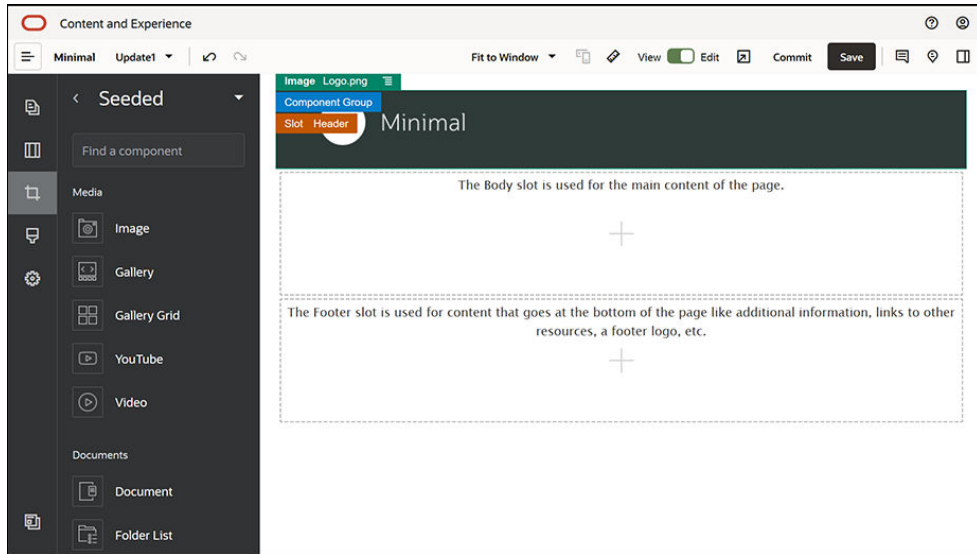 Content and Experience
Minimal Update1 Fit to Window View Edit Commit Save
Seeded
Find a component
Media
Image
Gallery
Gallery Grid
YouTube
Video
Documents
Document
Folder List
Image Logo.png
Component Group
Slot Header
Minimal
The Body slot is used for the main content of the page.
The Footer slot is used for content that goes at the bottom of the page like additional information, links to other
resources, a footer logo, etc.